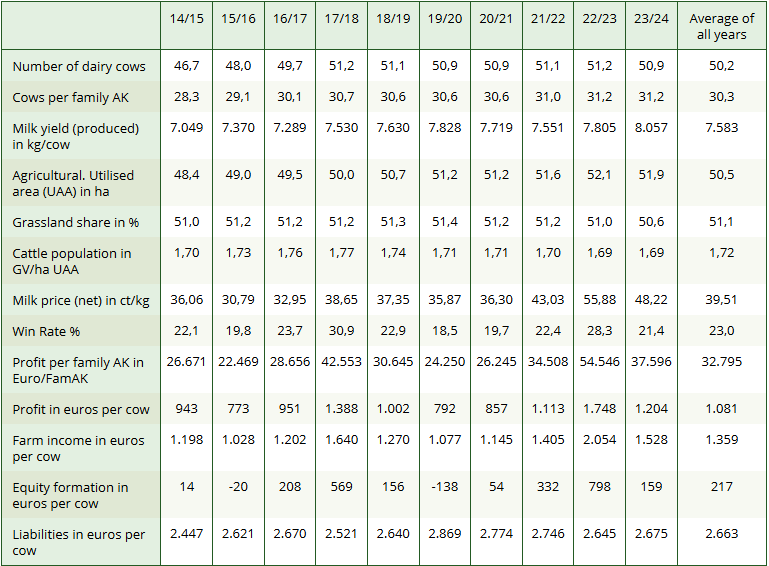 14/15 15/16 16/17 17/18 18/19 19/20 20/21 21/22 22/23 23/24 Average of
all years
Number of dairy cows 46,7 48,0 49,7 51,2 51,1 50,9 50,9 51,1 51,2 50,9 50,2
Cows per family AK 28,3 29,1 30,1 30,7 30,6 30,6 30,6 31,0 31,2 31,2 30,3
Milk yield (produced) 7.049 7.370 7.289 7.530 7.630 7.828 7.719 7.551 7.805 8.057 7.583
in kg/cow
Agricultural. Utilised 48,4 49,0 49,5 50,0 50,7 51,2 51,2 51,6 52,1 51,9 50,5
area (UAA) in ha
Grassland share in % 51,0 51,2 51,2 51,2 51,3 51,4 51,2 51,2 51,0 50,6 51,1
Cattle population in 1,70 1,73 1,76 1,77 1,74 1,71 1,71 1,70 1,69 1,69 1,72
GV/ha UAA
Milk price (net) in ct/kg 36,06 30,79 32,95 38,65 37,35 35,87 36,30 43,03 55,88 48,22 39,51
Win Rate % 22,1 19,8 23,7 30,9 22,9 18,5 19,7 22,4 28,3 21,4 23,0
Profit per family AK in 26.671 22.469 28.656 42.553 30.645 24.250 26.245 34.508 54.546 37.596 32.795
Euro/FamAK
Profit in euros per cow 943 773 951 1.388 1.002 792 857 1.113 1.748 1.204 1.081
Farm income in euros 1.198 1.028 1.202 1.640 1.270 1.077 1.145 1.405 2.054 1.528 1.359
per cow
Equity formation in 14 -20 208 569 156 -138 54 332 798 159 217
euros per cow
Liabilities in euros per 2.447 2.621 2.670 2.521 2.640 2.869 2.774 2.746 2.645 2.675 2.663
cow